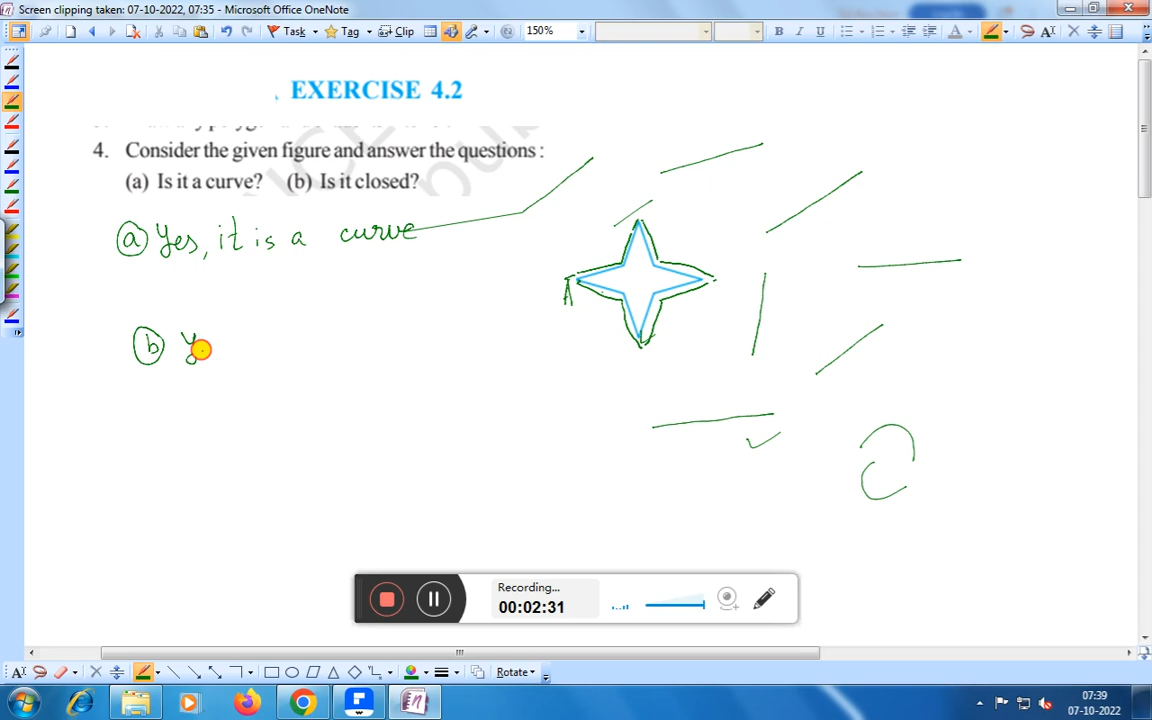 Screen clipping taken: 07-10-2022, 07:35 - Microsoft Office OneNote
Task Tag Clip 150% B I U A
EXERCISE 4.2
4. Consider the given figure and answer the questions :
(a) Is it a curve? (b) Is it closed?
(a) Yes, it is a curve
A
(b) y
Recording...
00:02:31
Rotate
07:39
07-10-2022